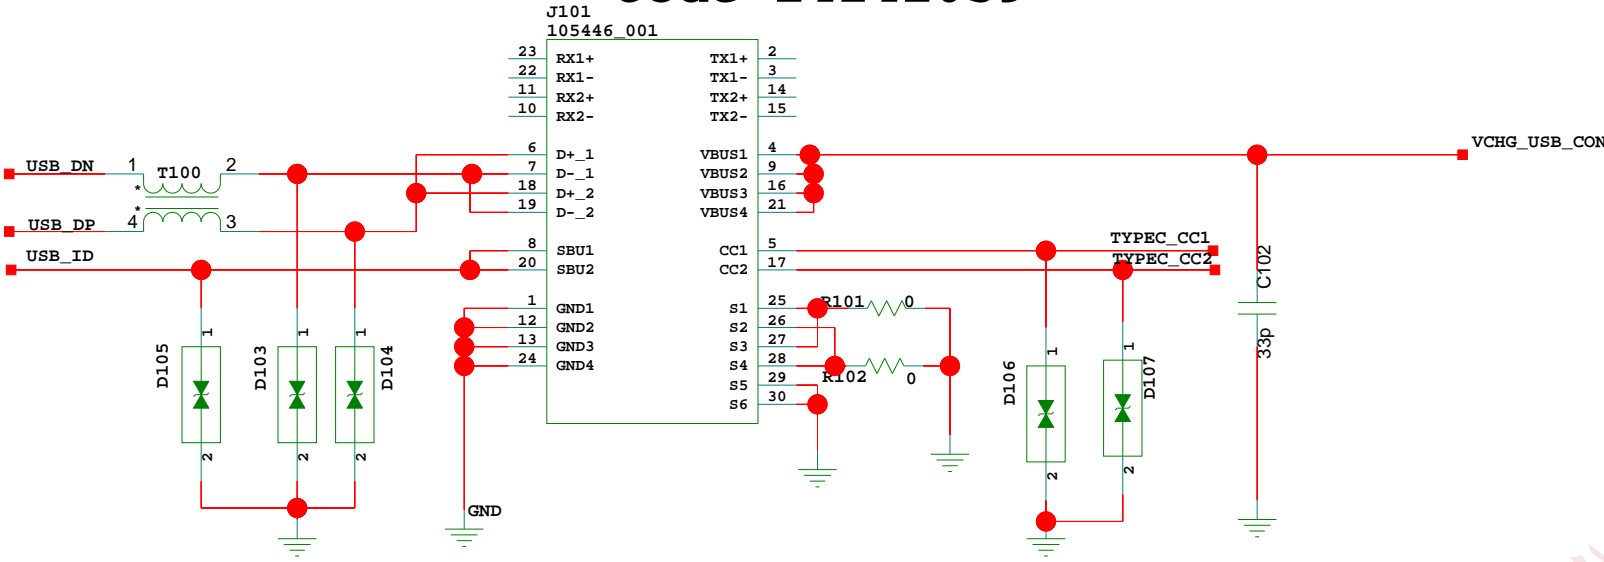 J101
105446_001
23 RX1+ TX1+ 2
22 RX1- TX1- 3
11 RX2+ TX2+ 14
10 RX2- TX2- 15
6 D+_1 VBUS1 4
7 D-_1 VBUS2 9
18 D+_2 VBUS3 16
19 D-_2 VBUS4 21
8 SBU1 CC1 5
20 SBU2 CC2 17
1 GND1 S1 25
12 GND2 S2 26
13 GND3 S3 27
24 GND4 S4 28
S5 29
S6 30
USB_DN 1 T100 2
*
*
USB_DP 4 3
USB_ID
VCHG_USB_CON
TYPEC_CC1
TYPEC_CC2
R101 0
R102 0
C102
33p
D105 1 2
D103 1 2
D104 1 2
D106 1 2
D107 1 2
GND